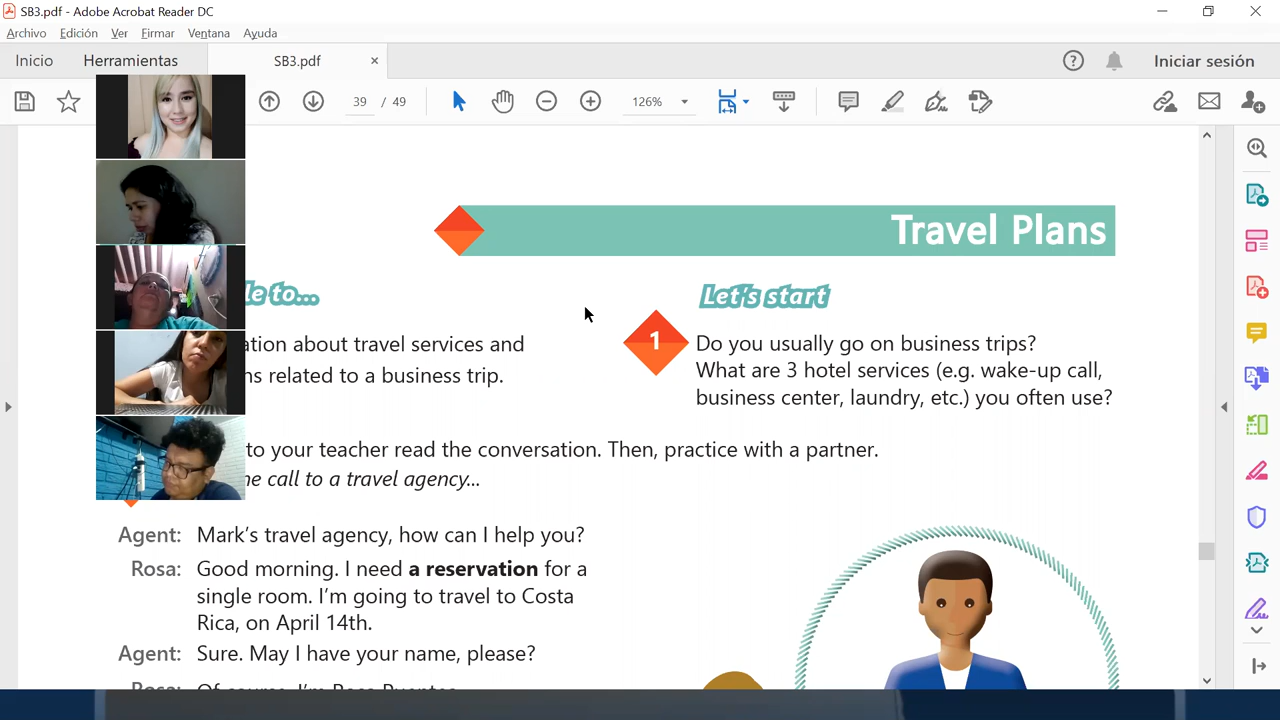 SB3.pdf - Adobe Acrobat Reader DC
Archivo Edición Ver Firmar Ventana Ayuda
Inicio Herramientas SB3.pdf × ? Iniciar sesión
39 / 49 126%
Travel Plans
le to...
ation about travel services and
ns related to a business trip.
Let's start
1 Do you usually go on business trips?
What are 3 hotel services (e.g. wake-up call,
business center, laundry, etc.) you often use?
to your teacher read the conversation. Then, practice with a partner.
ne call to a travel agency...
Agent: Mark's travel agency, how can I help you?
Rosa: Good morning. I need a reservation for a
single room. I'm going to travel to Costa
Rica, on April 14th.
Agent: Sure. May I have your name, please?
Rosa: Of course. I'm Rosa